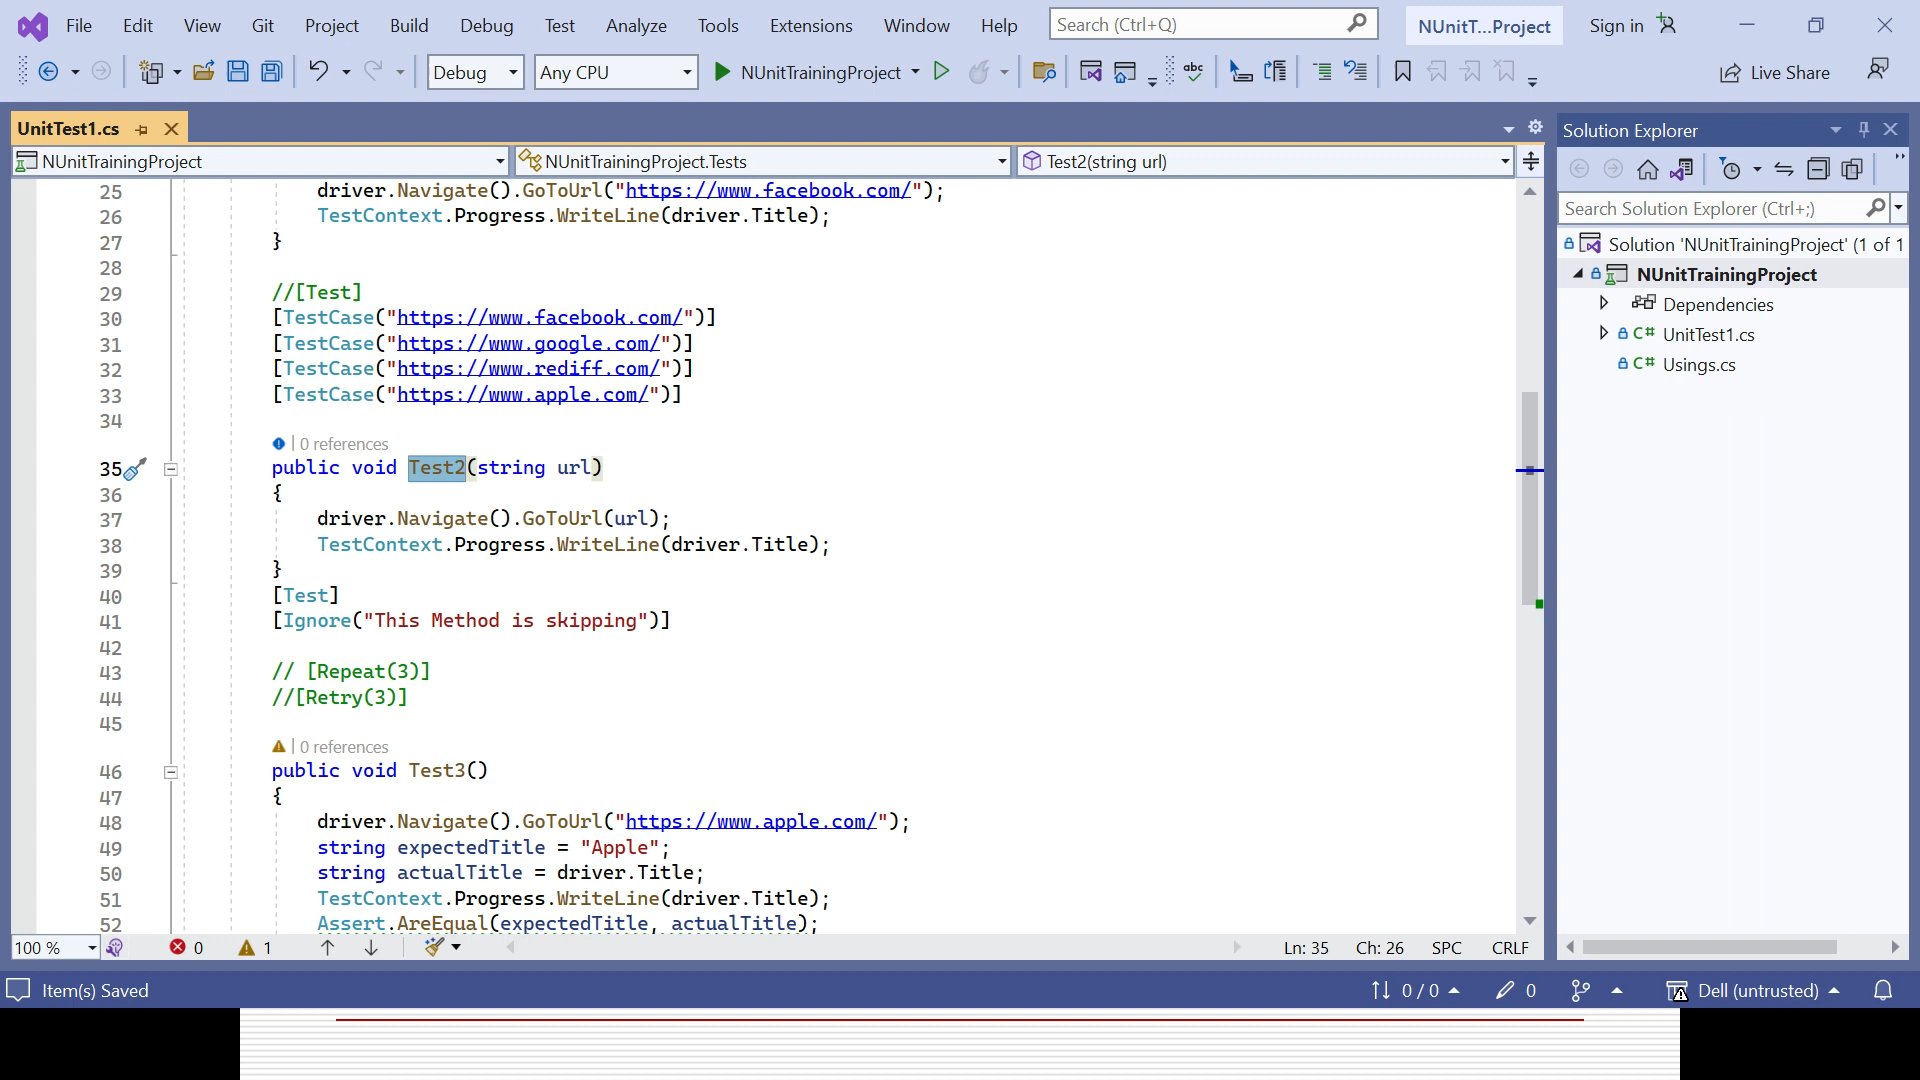 File Edit View Git Project Build Debug Test Analyze Tools Extensions Window Help Search (Ctrl+Q) NUnitT...Project Sign in
Debug Any CPU NUnitTrainingProject abc Live Share
UnitTest1.cs
NUnitTrainingProject NUnitTrainingProject.Tests Test2(string url)
25 driver.Navigate().GoToUrl("https://www.facebook.com/");
26 TestContext.Progress.WriteLine(driver.Title);
27 }
28
29 //[Test]
30 [TestCase("https://www.facebook.com/")]
31 [TestCase("https://www.google.com/")]
32 [TestCase("https://www.rediff.com/")]
33 [TestCase("https://www.apple.com/")]
34
0 references
35 public void Test2(string url)
36 {
37 driver.Navigate().GoToUrl(url);
38 TestContext.Progress.WriteLine(driver.Title);
39 }
40 [Test]
41 [Ignore("This Method is skipping")]
42
43 // [Repeat(3)]
44 //[Retry(3)]
45
0 references
46 public void Test3()
47 {
48 driver.Navigate().GoToUrl("https://www.apple.com/");
49 string expectedTitle = "Apple";
50 string actualTitle = driver.Title;
51 TestContext.Progress.WriteLine(driver.Title);
52 Assert.AreEqual(expectedTitle, actualTitle);
100 % 0 1 Ln: 35 Ch: 26 SPC CRLF
Solution Explorer
Search Solution Explorer (Ctrl+;)
Solution 'NUnitTrainingProject' (1 of 1
NUnitTrainingProject
Dependencies
C# UnitTest1.cs
C# Usings.cs
Item(s) Saved 0 / 0 0 Dell (untrusted)